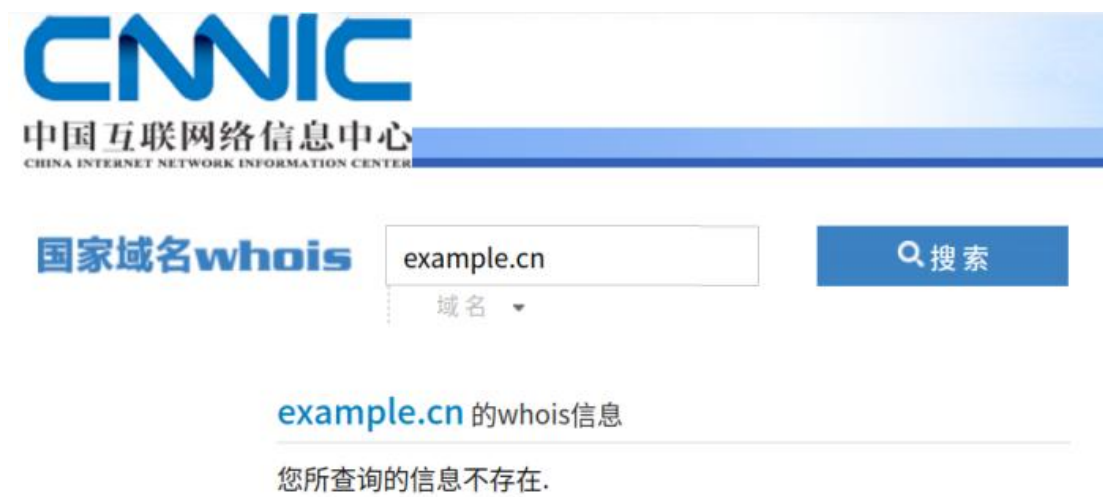 CNNIC
中国互联网络信息中心
CHINA INTERNET NETWORK INFORMATION CENTER
国家域名whois example.cn 搜索
域名
example.cn 的whois信息
您所查询的信息不存在.